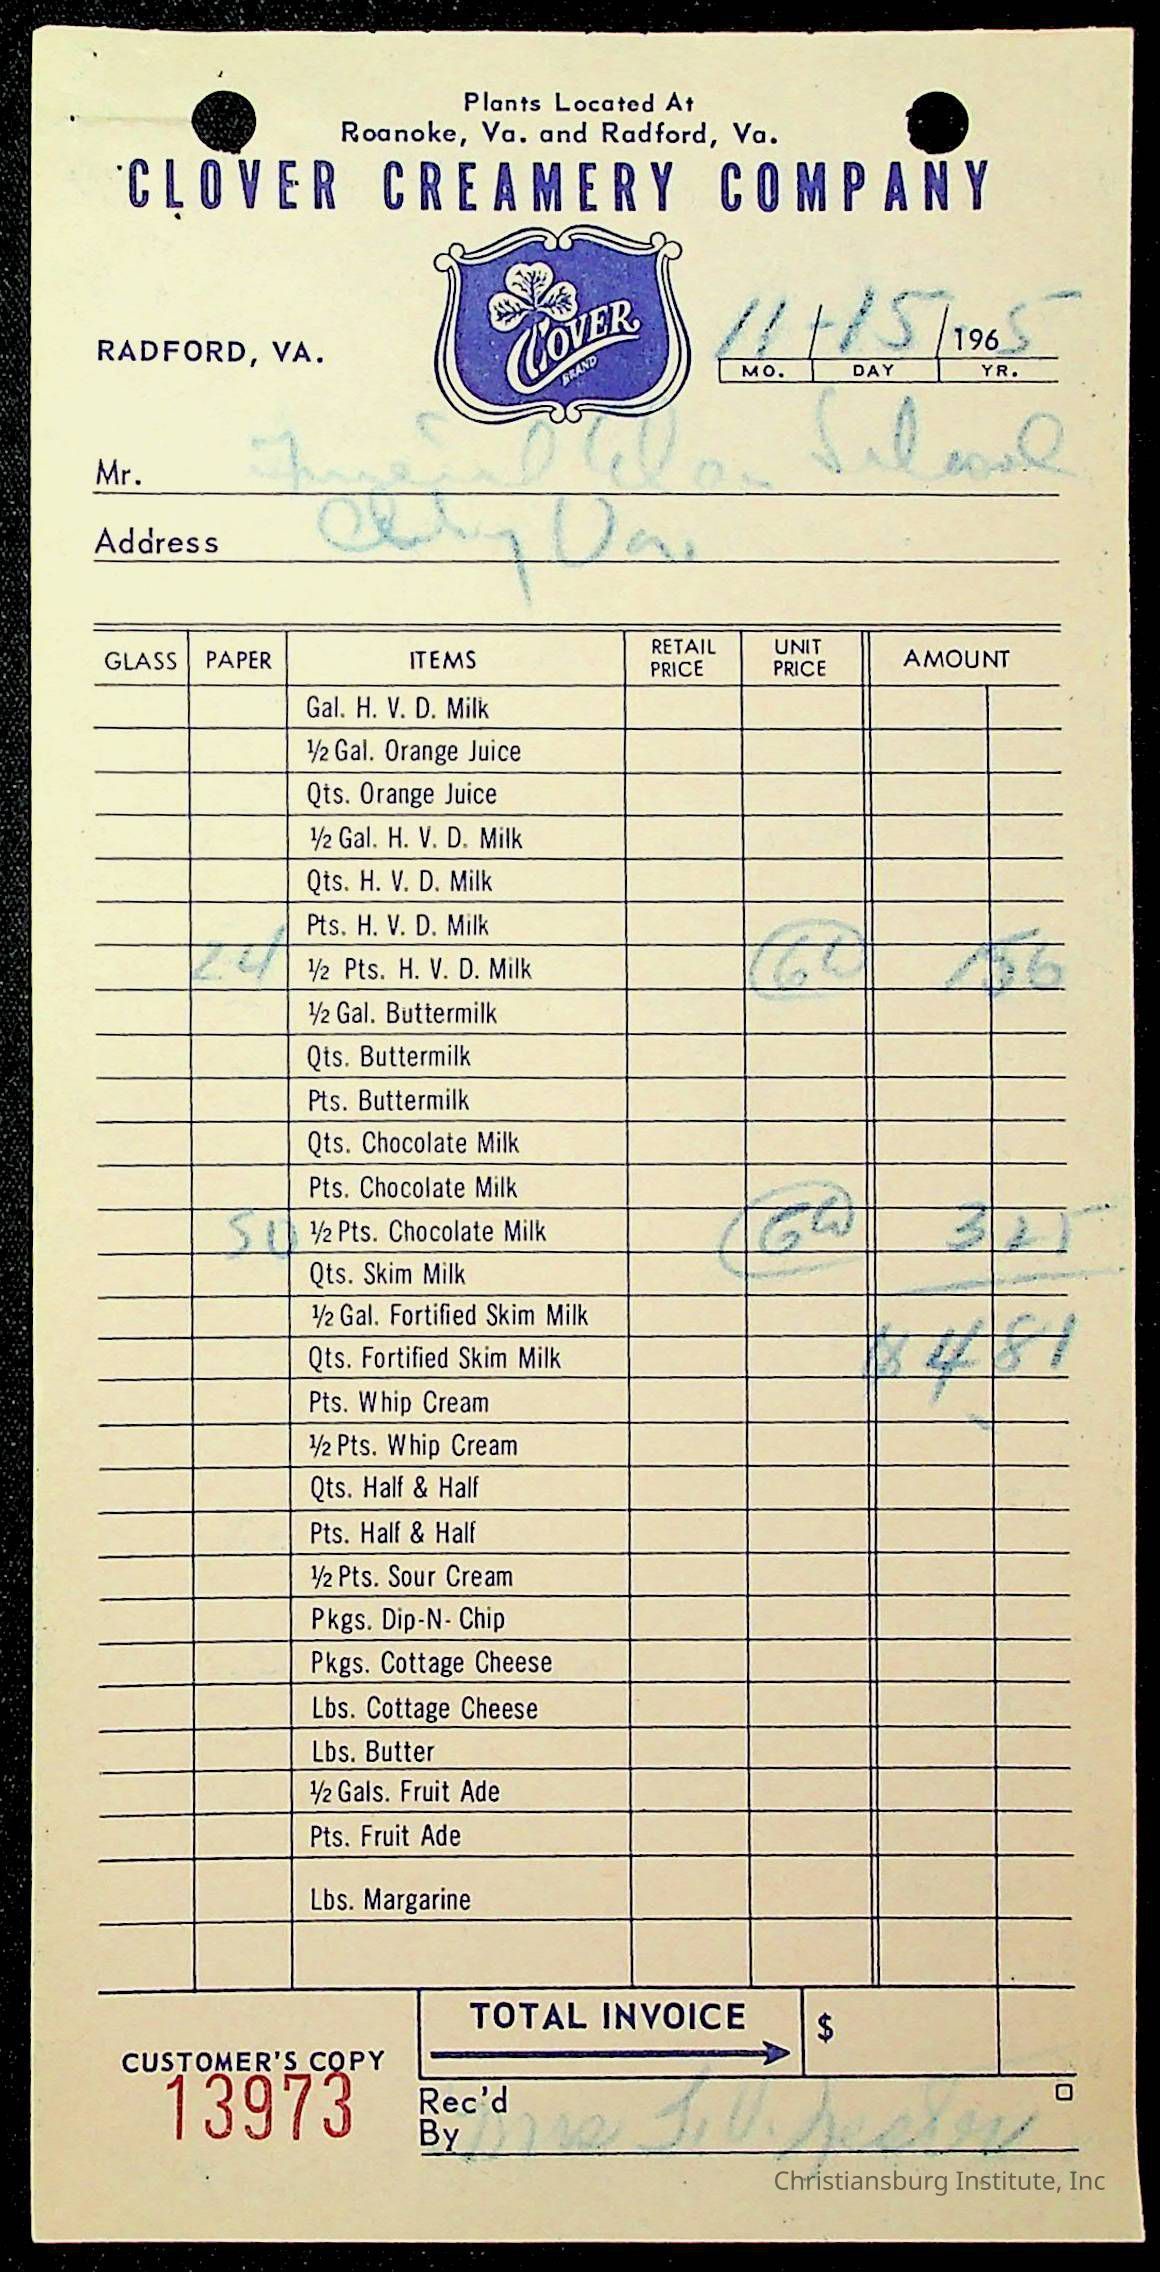 Plants Located At
Roanoke, Va. and Radford, Va.
CLOVER CREAMERY COMPANY
CLOVER
BRAND
RADFORD, VA.
11-15 1965
MO. DAY YR.
Mr. School
Address Va.
GLASS PAPER ITEMS RETAIL PRICE UNIT PRICE AMOUNT
Gal. H. V. D. Milk
½ Gal. Orange Juice
Qts. Orange Juice
½ Gal. H. V. D. Milk
Qts. H. V. D. Milk
Pts. H. V. D. Milk
24 ½ Pts. H. V. D. Milk 156
½ Gal. Buttermilk
Qts. Buttermilk
Pts. Buttermilk
Qts. Chocolate Milk
Pts. Chocolate Milk
50 ½ Pts. Chocolate Milk 3 25
Qts. Skim Milk
½ Gal. Fortified Skim Milk
Qts. Fortified Skim Milk $ 4 81
Pts. Whip Cream
½ Pts. Whip Cream
Qts. Half & Half
Pts. Half & Half
½ Pts. Sour Cream
Pkgs. Dip-N-Chip
Pkgs. Cottage Cheese
Lbs. Cottage Cheese
Lbs. Butter
½ Gals. Fruit Ade
Pts. Fruit Ade
Lbs. Margarine
TOTAL INVOICE $
CUSTOMER'S COPY
13973
Rec'd
By Mrs
Christiansburg Institute, Inc